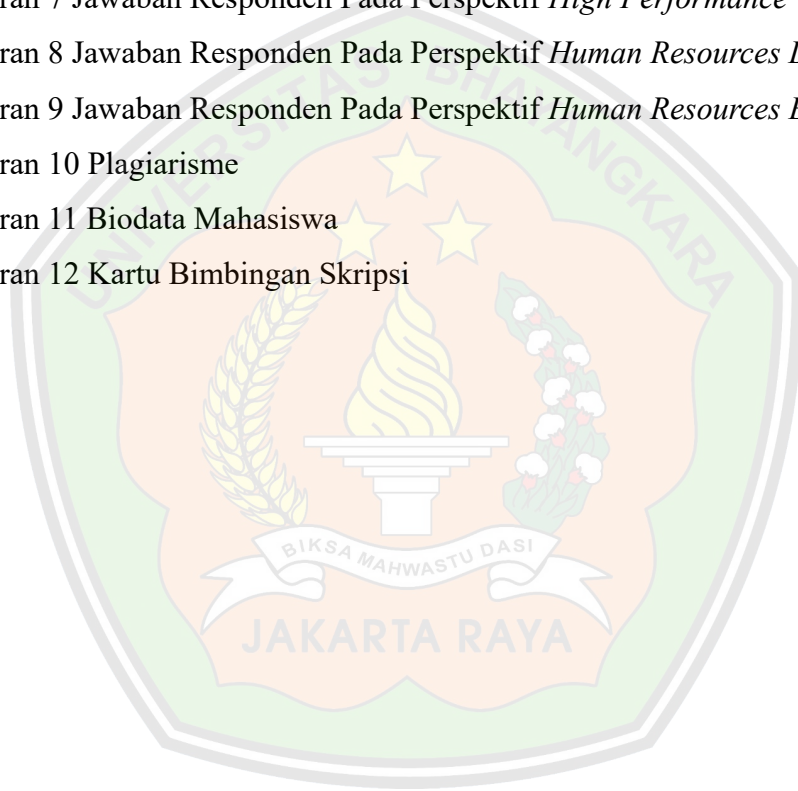 ran 7 Jawaban Responden Pada Perspektif High Performance
ran 8 Jawaban Responden Pada Perspektif Human Resources
ran 9 Jawaban Responden Pada Perspektif Human Resources
ran 10 Plagiarisme
ran 11 Biodata Mahasiswa
ran 12 Kartu Bimbingan Skripsi
UNIVERSITAS BHAYANGKARA
BIKSA MAHWASTU DASI
JAKARTA RAYA